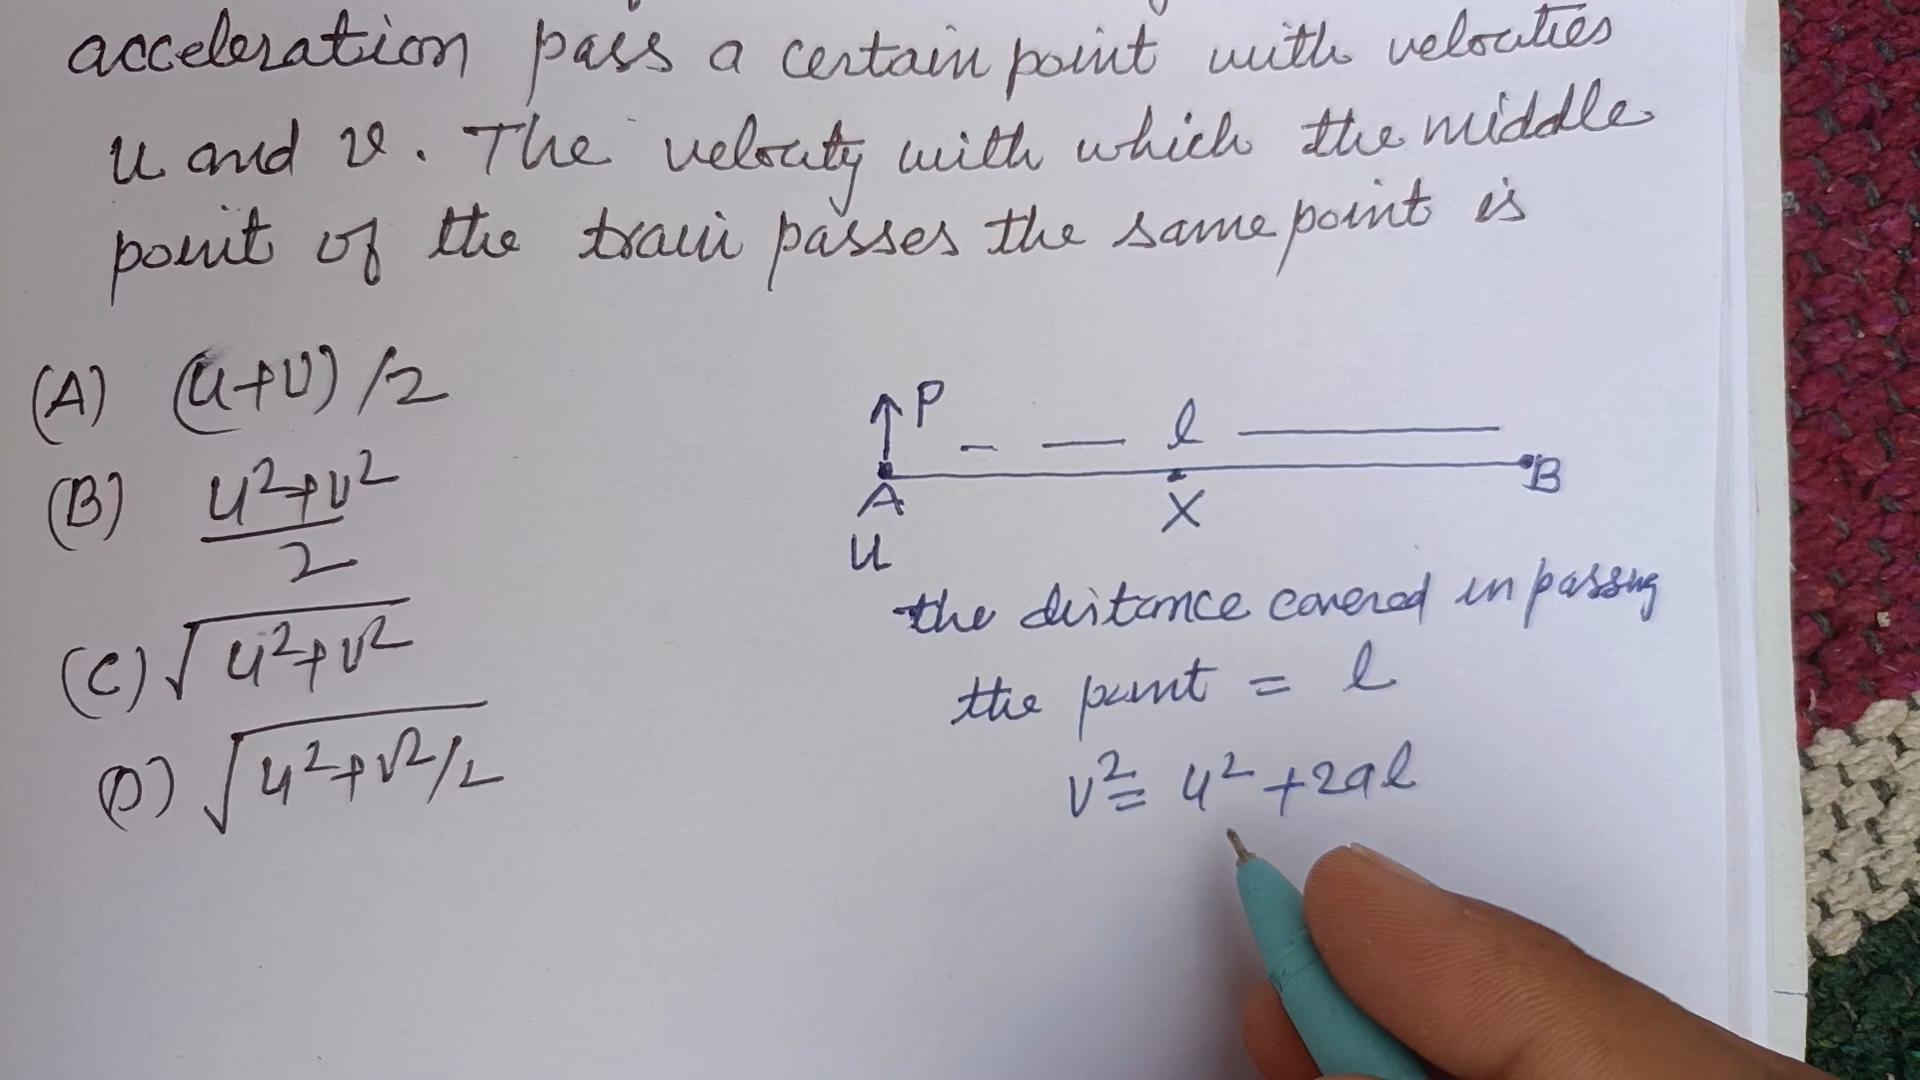 acceleration pass a certain point with velocities
u and v. The velocity with which the middle
point of the train passes the same point is
(A) (u+v)/2
(B) u²+v²
2
(C) √u²+v²
D) √u²+v²/2
P
l
A X B
u
the distance covered in passing
the point = l
v² = u² + 2al